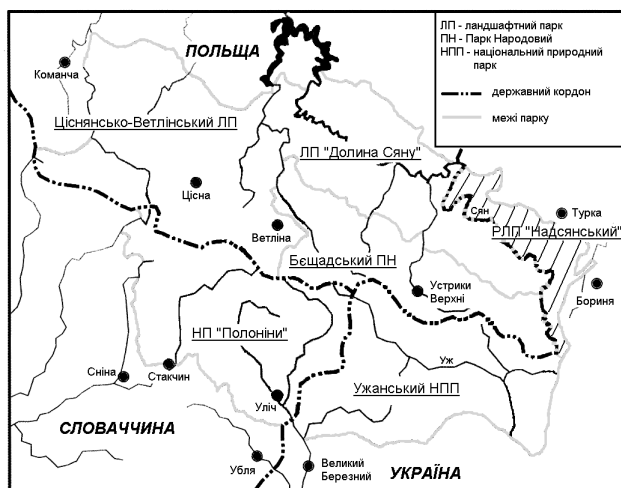 ЛП - ландшафтний парк
ПН - Парк Народовий
НПП - національний природний
парк
державний кордон
межі парку
ПОЛЬЩА
Команча
Ціснянсько-Ветлінський ЛП
ЛП "Долина Сяну"
Цісна
Сян
Турка
РЛП "Надсянський"
Ветліна
Бєщадський ПН
Устрики
Верхні
Бориня
НП "Полоніни"
Уж
Сніна
Стакчин
Ужанський НПП
Уліч
СЛОВАЧЧИНА
Убля
Великий
Березний
УКРАЇНА